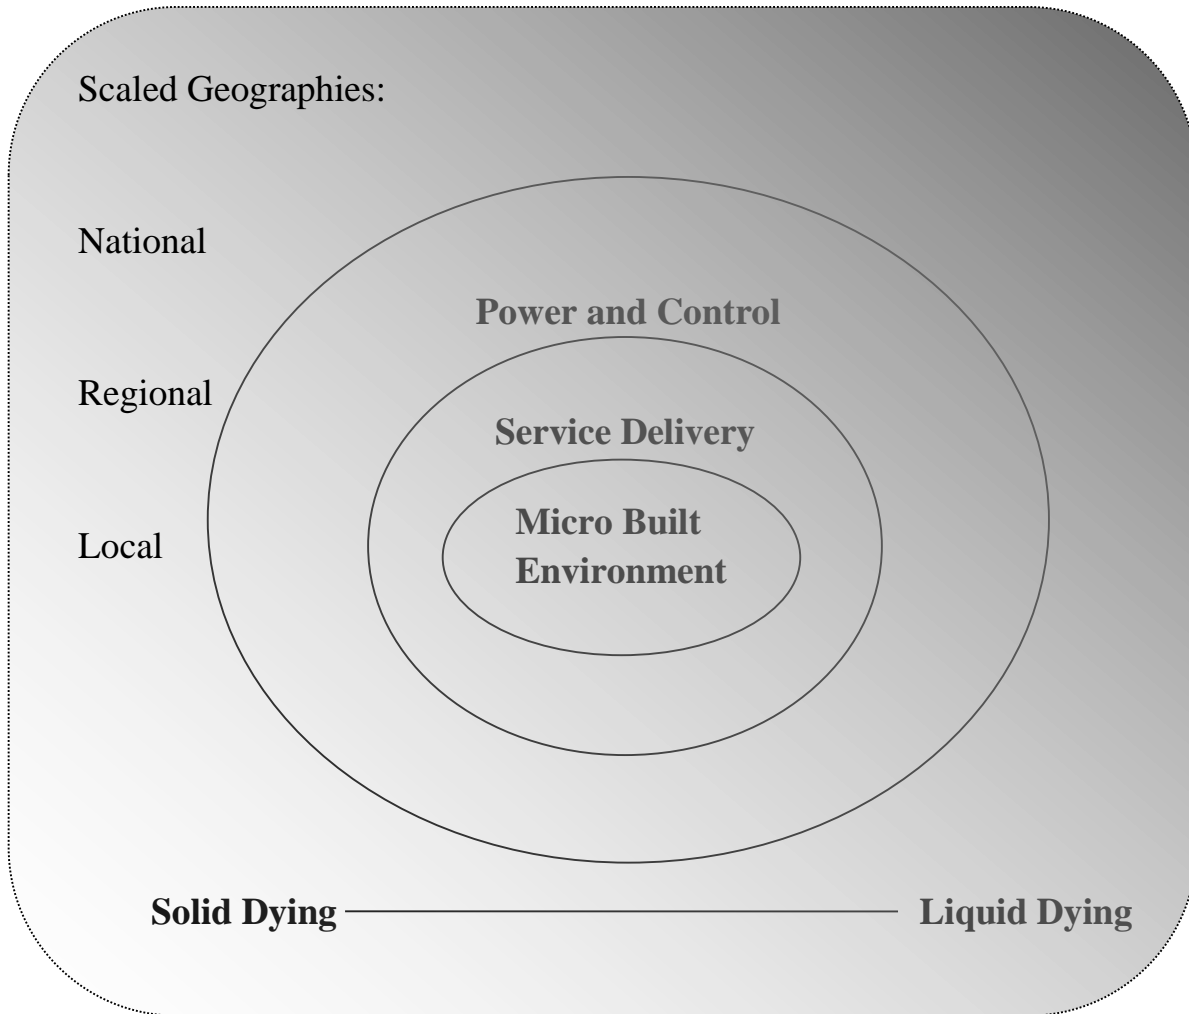 Scaled Geographies:
National
Power and Control
Regional
Service Delivery
Micro Built
Environment
Local
Solid Dying
Liquid Dying